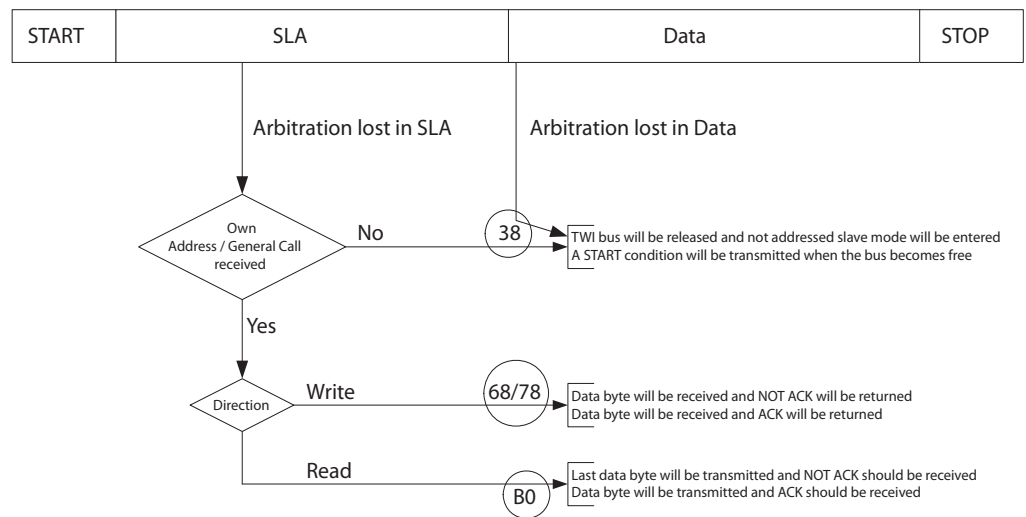 START SLA Data STOP
Arbitration lost in SLA Arbitration lost in Data
Own
Address / General Call
received
No
38
TWI bus will be released and not addressed slave mode will be entered
A START condition will be transmitted when the bus becomes free
Yes
Direction
Write
68/78
Data byte will be received and NOT ACK will be returned
Data byte will be received and ACK will be returned
Read
B0
Last data byte will be transmitted and NOT ACK should be received
Data byte will be transmitted and ACK should be received